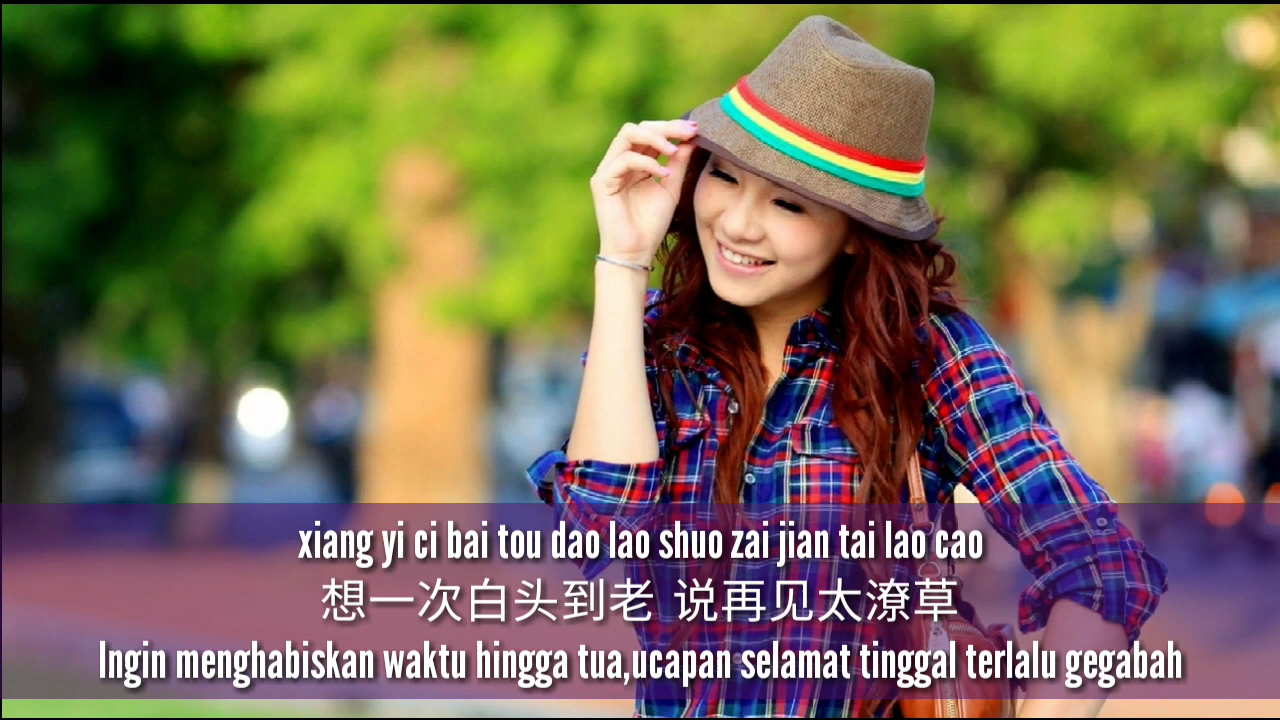 xiang yi ci bai tou dao lao shuo zai jian tai lao cao
想一次白头到老 说再见太潦草
Ingin menghabiskan waktu hingga tua,ucapan selamat tinggal terlalu gegabah